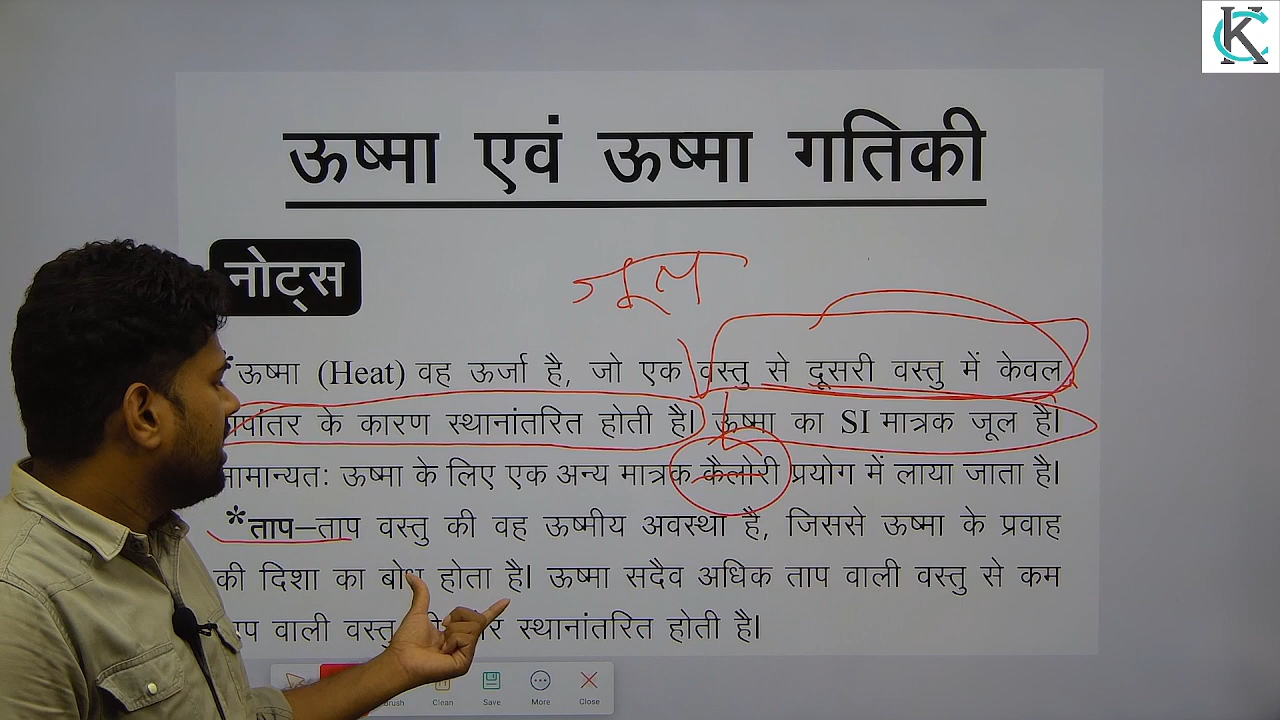 ऊष्मा एवं ऊष्मा गतिकी
नोट्स
जूल
ऊष्मा (Heat) वह ऊर्जा है, जो एक वस्तु से दूसरी वस्तु में केवल
के कारण स्थानांतरित होती है। ऊष्मा का SI मात्रक जूल है।
ऊष्मा के लिए एक अन्य मात्रक कैलोरी प्रयोग में लाया जाता है।
*ताप–ताप वस्तु की वह ऊष्मीय अवस्था है, जिससे ऊष्मा के प्रवाह
की दिशा का बोध होता है। ऊष्मा सदैव अधिक ताप वाली वस्तु से कम
वाली वस्तु स्थानांतरित होती है।
Clean Save More Close
KC